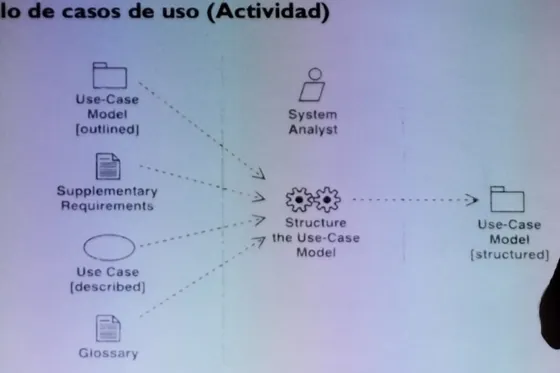 lo de casos de uso (Actividad)
Use-Case
Model
[outlined]
System
Analyst
Supplementary
Requirements
Structure
the Use-Case
Model
Use-Case
Model
[structured]
Use Case
[described]
Glossary